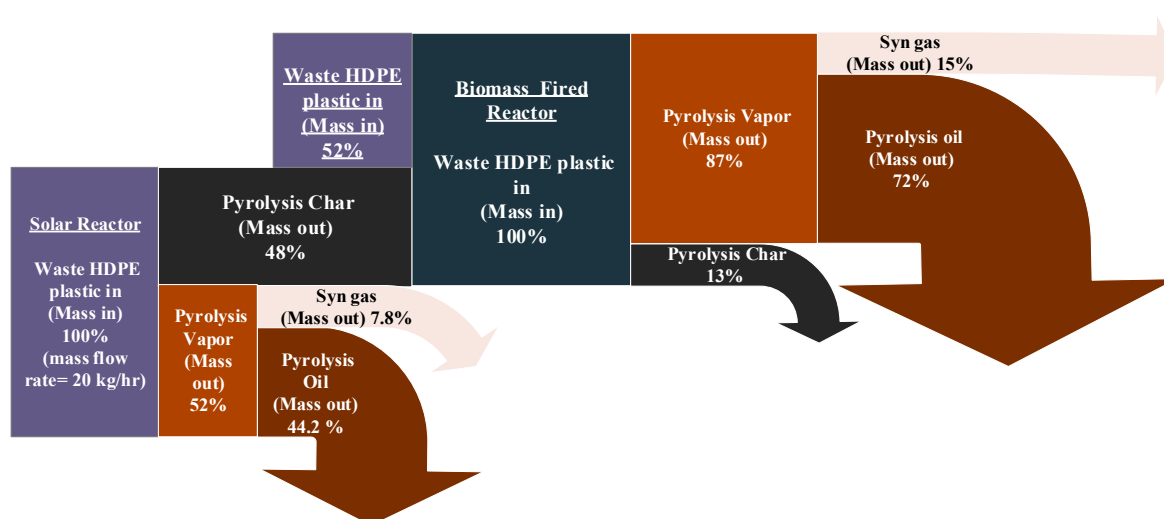 Solar Reactor
Waste HDPE
plastic in
(Mass in)
100%
(mass flow
rate= 20 kg/hr)
Waste HDPE
plastic in
(Mass in)
52%
Pyrolysis Char
(Mass out)
48%
Pyrolysis
Vapor
(Mass
out)
52%
Syn gas
(Mass out) 7.8%
Pyrolysis
Oil
(Mass out)
44.2 %
Biomass Fired
Reactor
Waste HDPE plastic
in
(Mass in)
100%
Pyrolysis Vapor
(Mass out)
87%
Pyrolysis Char
13%
Syn gas
(Mass out) 15%
Pyrolysis oil
(Mass out)
72%